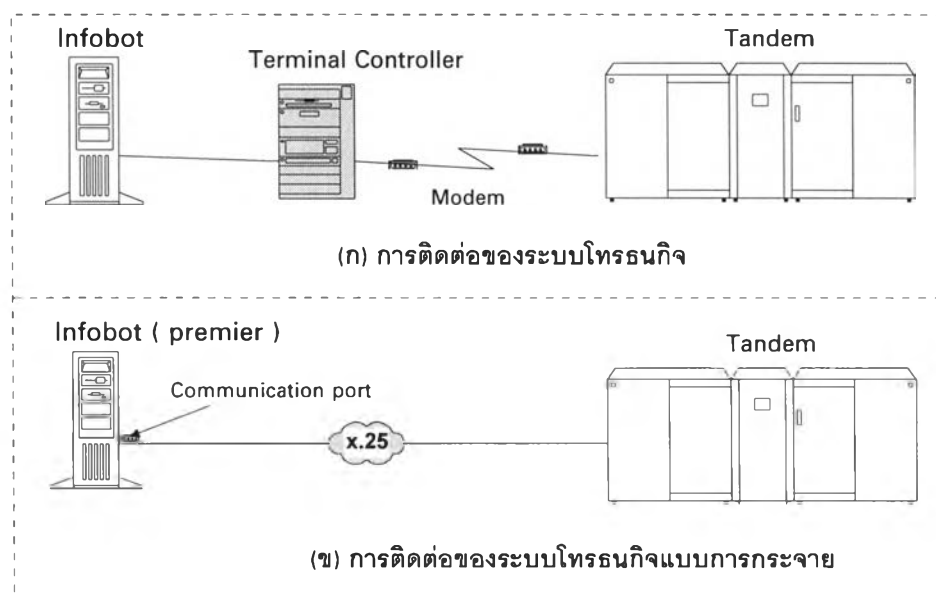 Infobot
Terminal Controller
Tandem
Modem
(ก) การติดต่อของระบบโทรธนกิจ
Infobot ( premier )
Tandem
Communication port
x.25
(ข) การติดต่อของระบบโทรธนกิจแบบการกระจาย